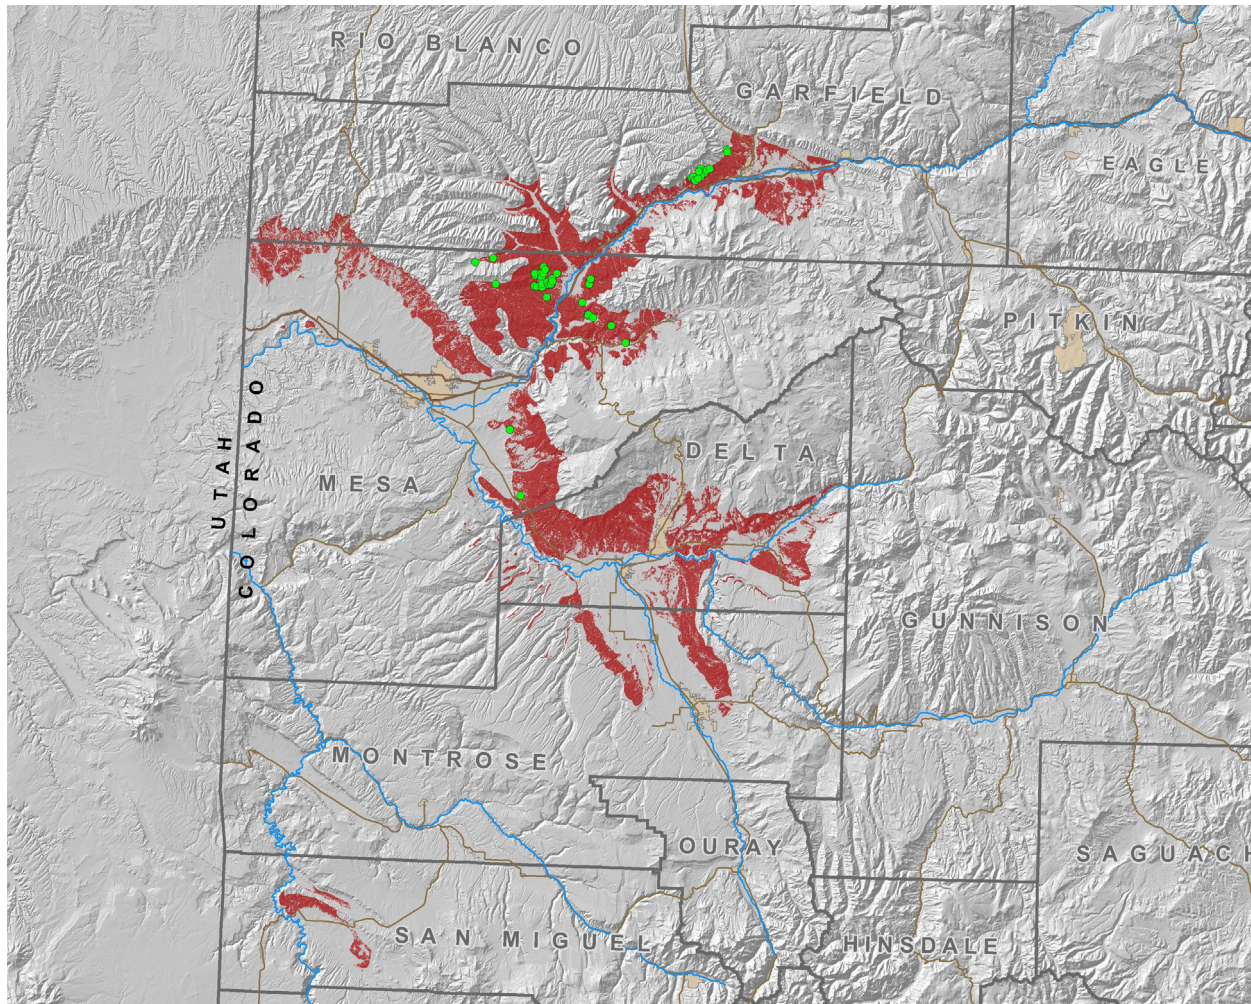 RIO BLANCO
GARFIELD
EAGLE
PITKIN
UTAH
COLORADO
MESA
DELTA
GUNNISON
MONTROSE
OURAY
SAGUACH
SAN MIGUEL
HINSDALE